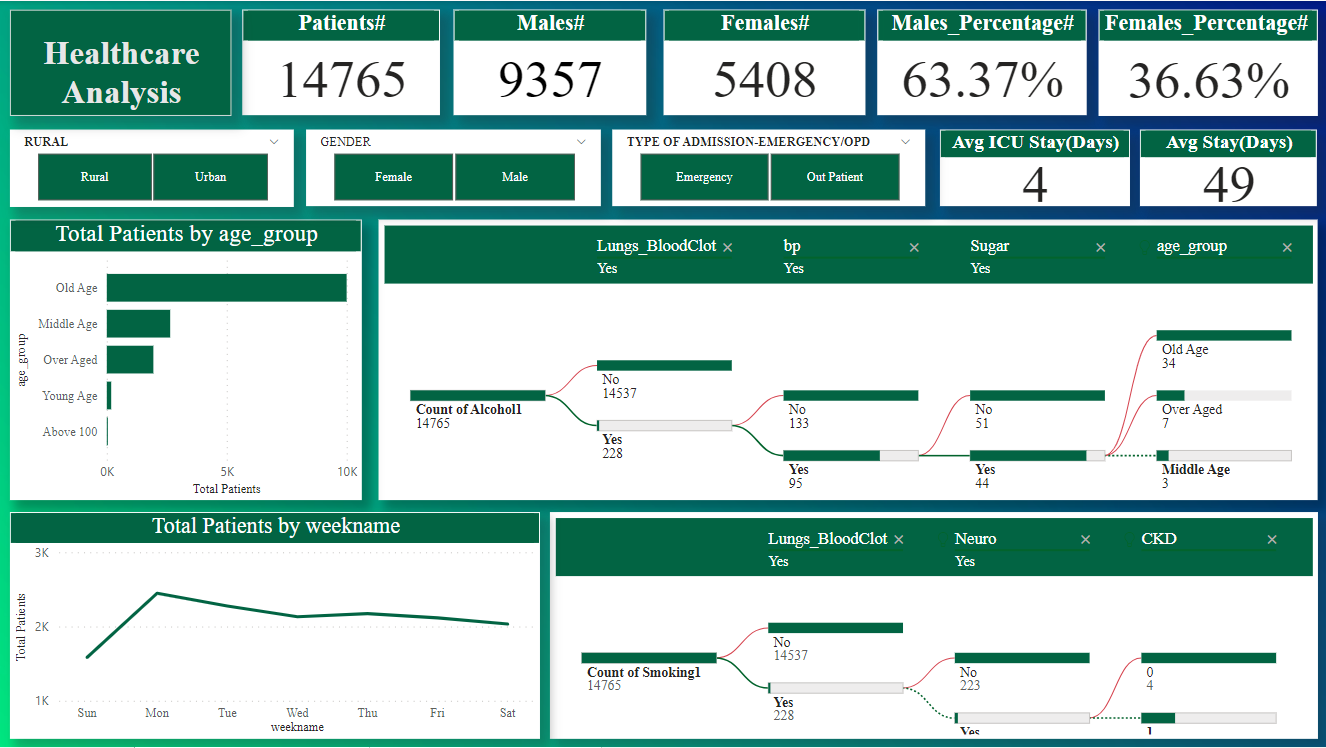 Healthcare
Analysis
Patients#
14765
Males#
9357
Females#
5408
Males_Percentage#
63.37%
Females_Percentage#
36.63%
RURAL
Rural
Urban
GENDER
Female
Male
TYPE OF ADMISSION-EMERGENCY/OPD
Emergency
Out Patient
Avg ICU Stay(Days)
4
Avg Stay(Days)
49
Total Patients by age_group
age_group
Old Age
Middle Age
Over Aged
Young Age
Above 100
0K
5K
10K
Total Patients
Lungs_BloodClot
Yes
bp
Yes
Sugar
Yes
age_group
Count of Alcohol1
14765
No
14537
Yes
228
No
133
Yes
95
No
51
Yes
44
Old Age
34
Over Aged
7
Middle Age
3
Total Patients by weekname
Total Patients
3K
2K
1K
Sun
Mon
Tue
Wed
Thu
Fri
Sat
weekname
Lungs_BloodClot
Yes
Neuro
Yes
CKD
Count of Smoking1
14765
No
14537
Yes
228
No
223
Yes
0
4
1